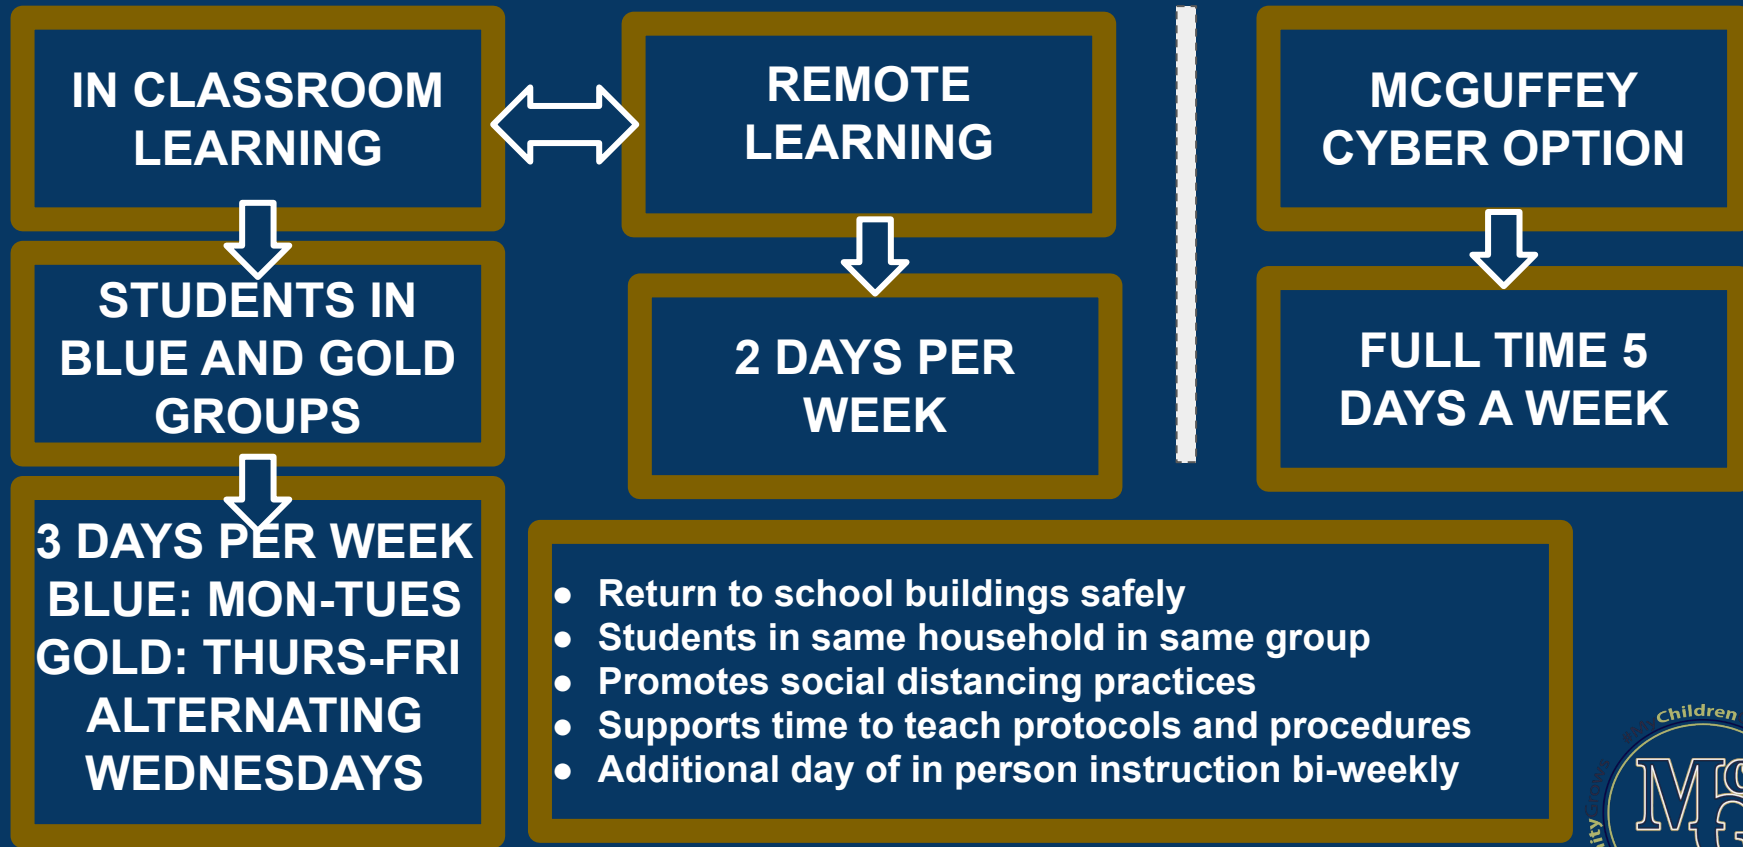 IN CLASSROOM
LEARNING
REMOTE
LEARNING
MCGUFFEY
CYBER OPTION
STUDENTS IN
BLUE AND GOLD
GROUPS
2 DAYS PER
WEEK
FULL TIME 5
DAYS A WEEK
3 DAYS PER WEEK
BLUE: MON-TUES
GOLD: THURS-FRI
ALTERNATING
WEDNESDAYS
● Return to school buildings safely
● Students in same household in same group
● Promotes social distancing practices
● Supports time to teach protocols and procedures
● Additional day of in person instruction bi-weekly
Children
Grows